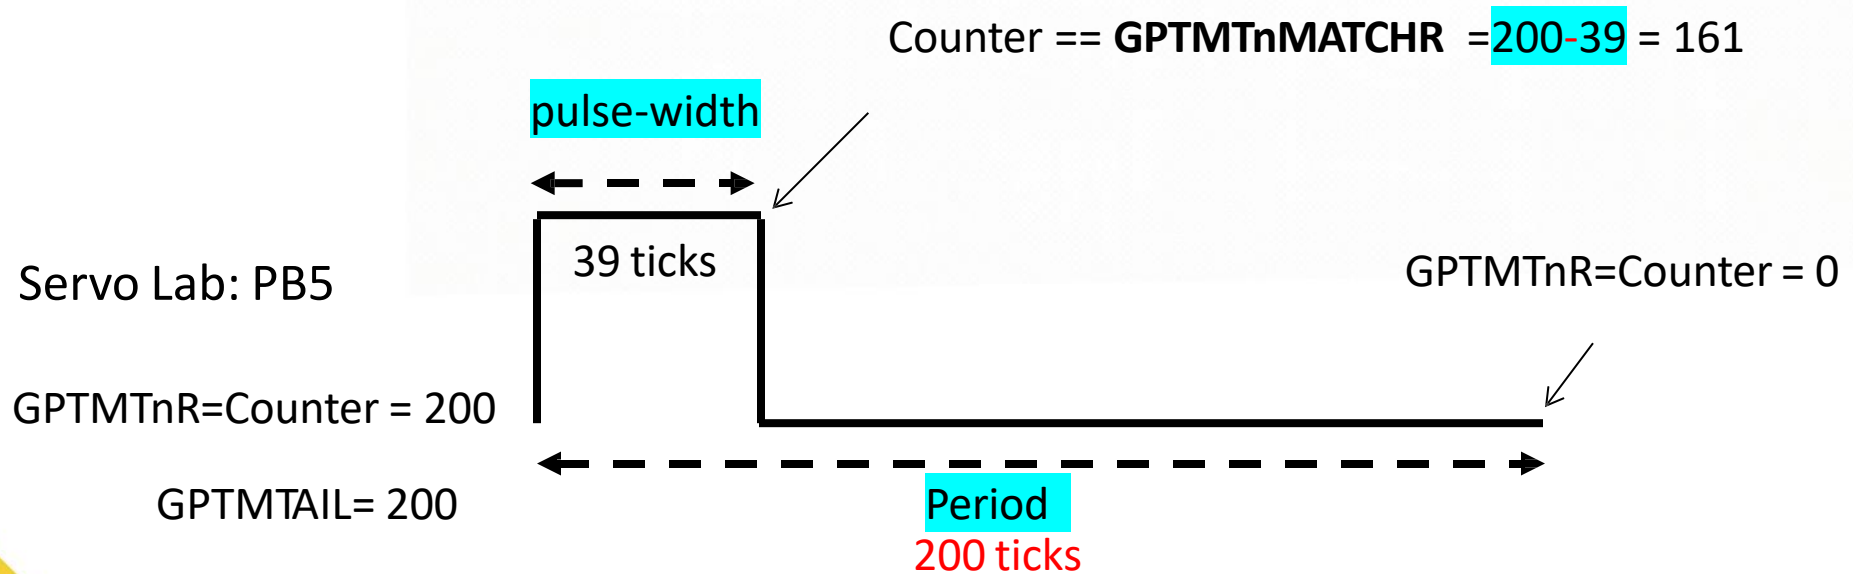 Counter == GPTMTnMATCHR =200-39 = 161
pulse-width
39 ticks
Servo Lab: PB5
GPTMTnR=Counter = 0
GPTMTnR=Counter = 200
GPTMTAIL= 200
Period
200 ticks